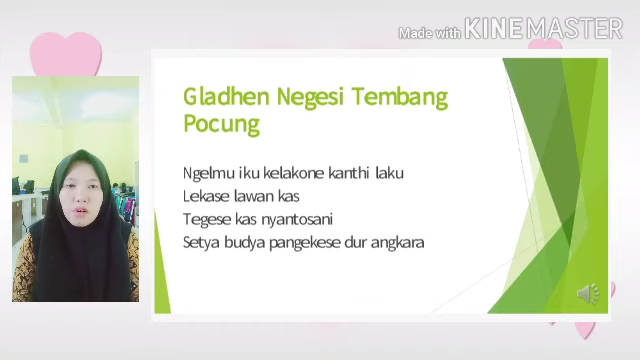 Made with KINEMASTER
Gladhen Negesi Tembang
Pocung
Ngelmu iku kelakone kanthi laku
Lekase lawan kas
Tegese kas nyantosani
Setya budya pangekese dur angkara